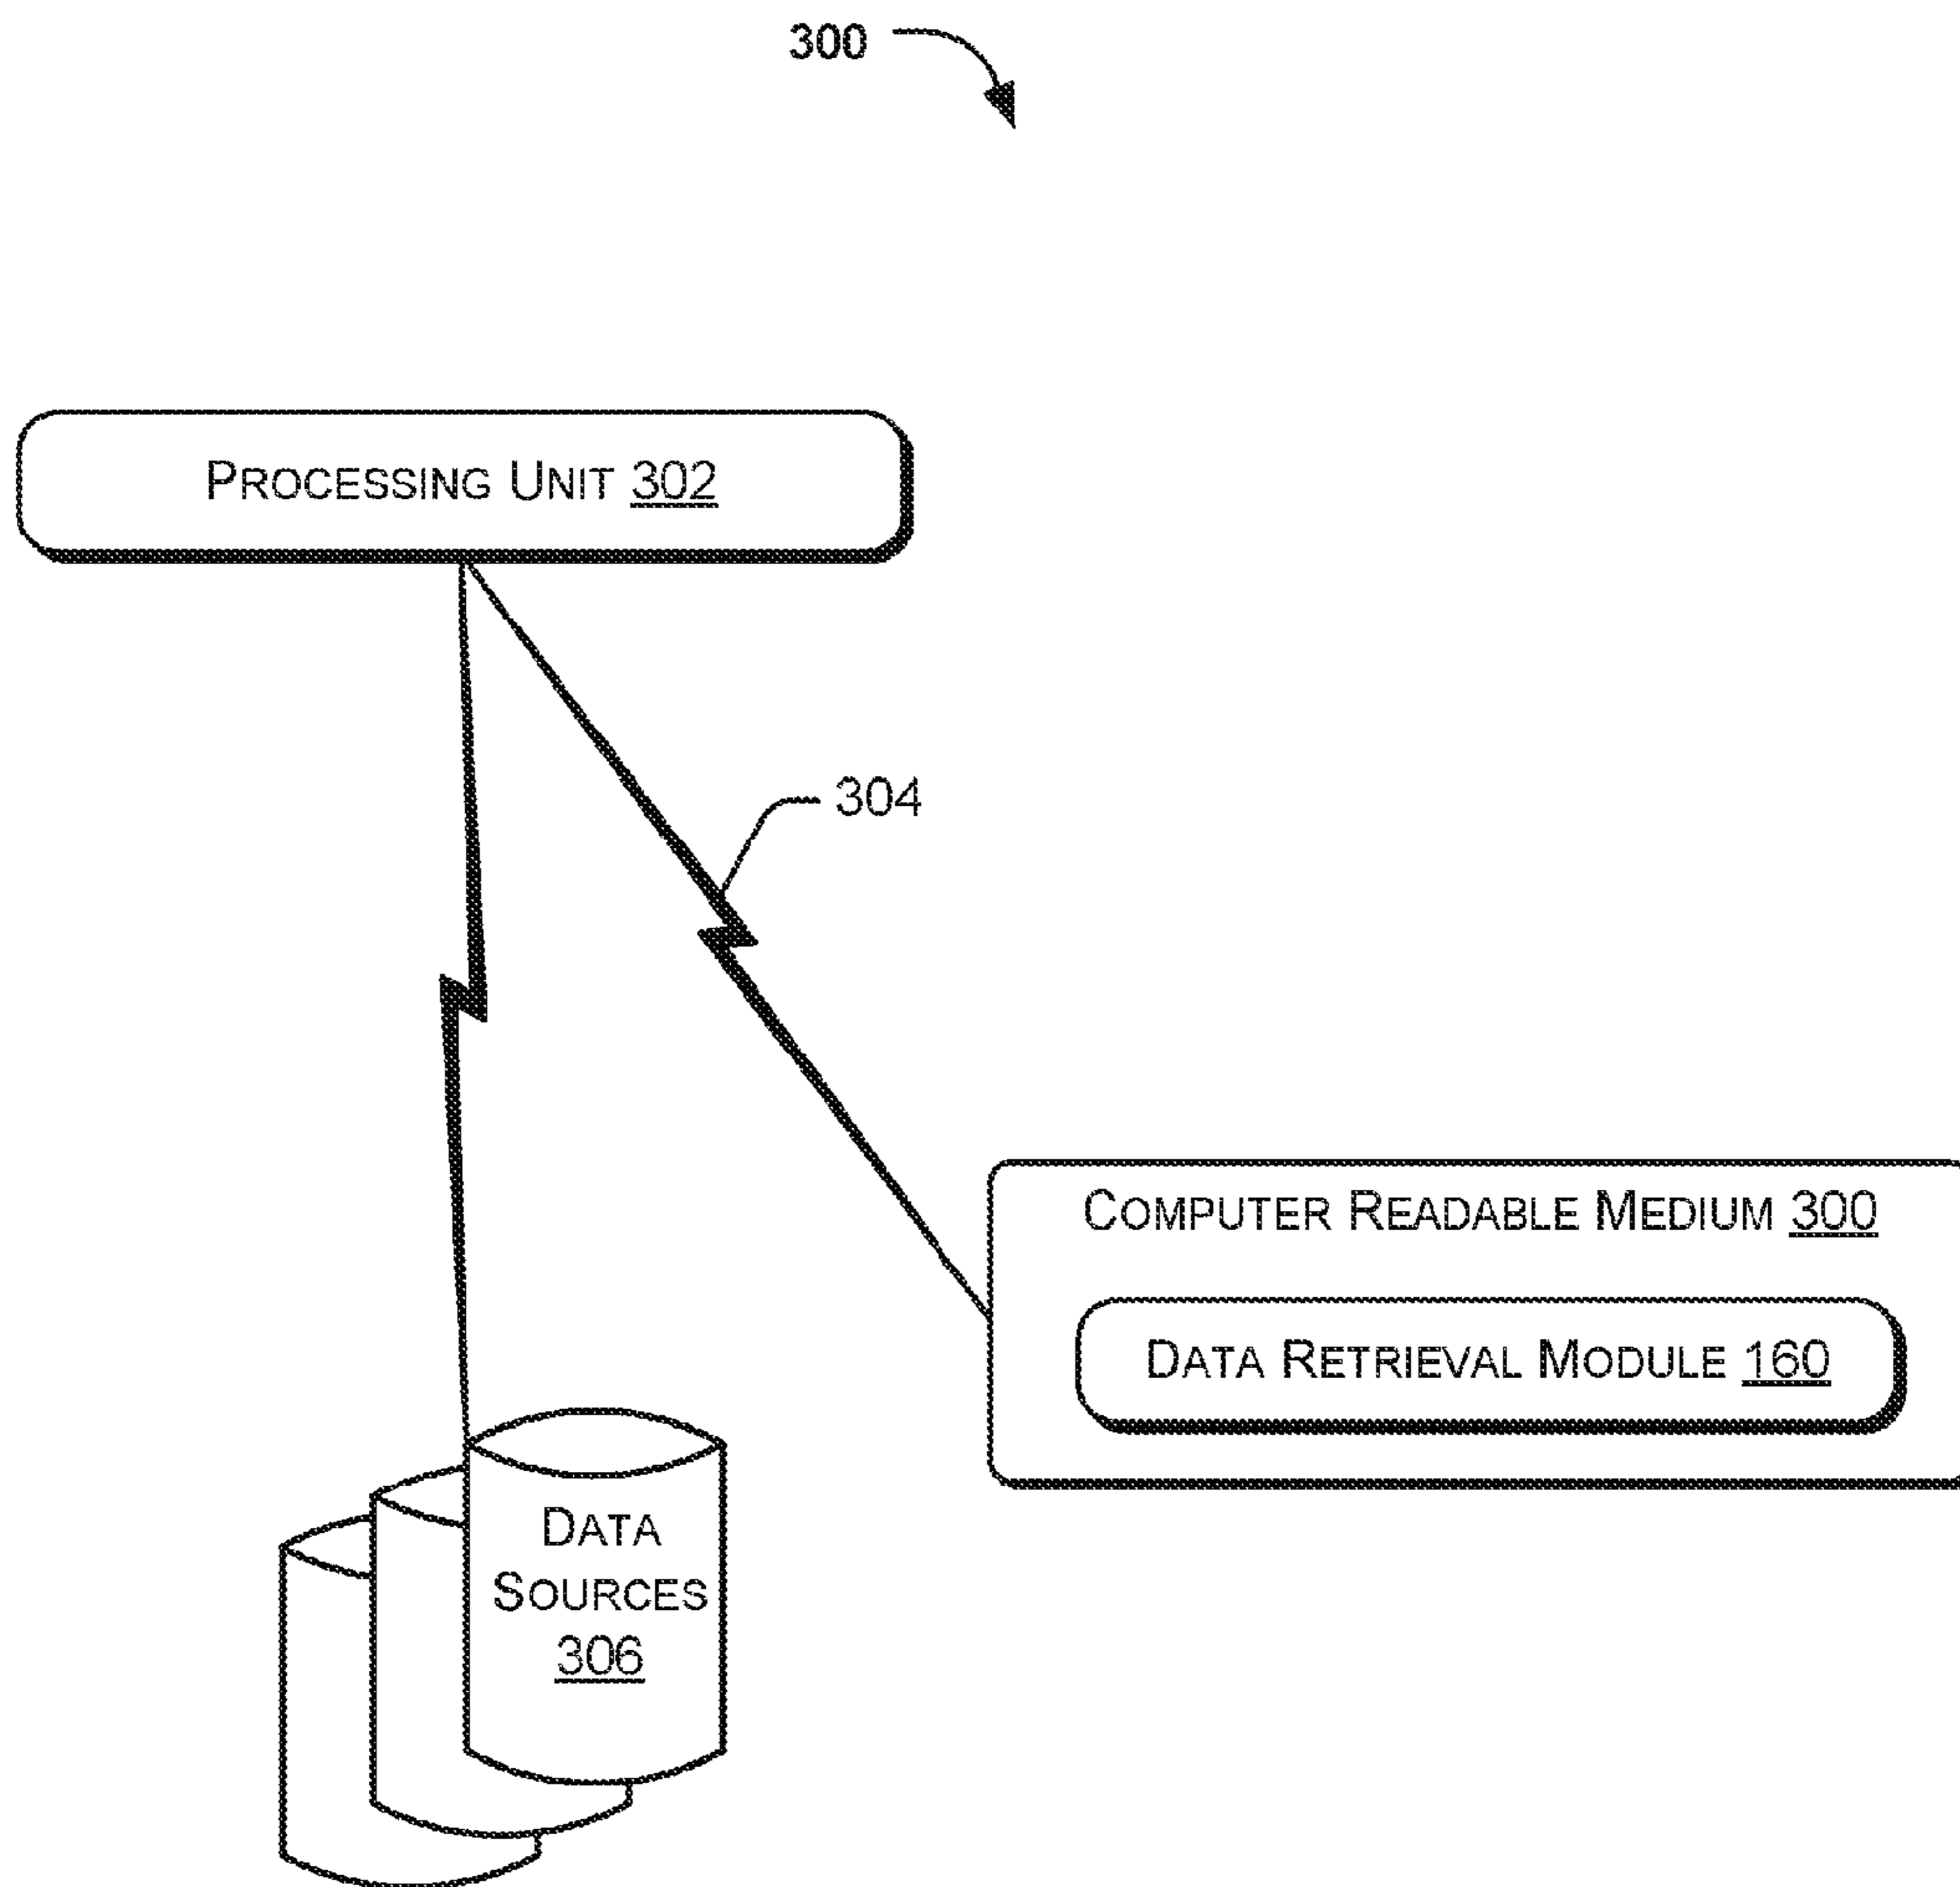 300
PROCESSING UNIT 302
304
COMPUTER READABLE MEDIUM 300
DATA RETRIEVAL MODULE 160
DATA
SOURCES
306